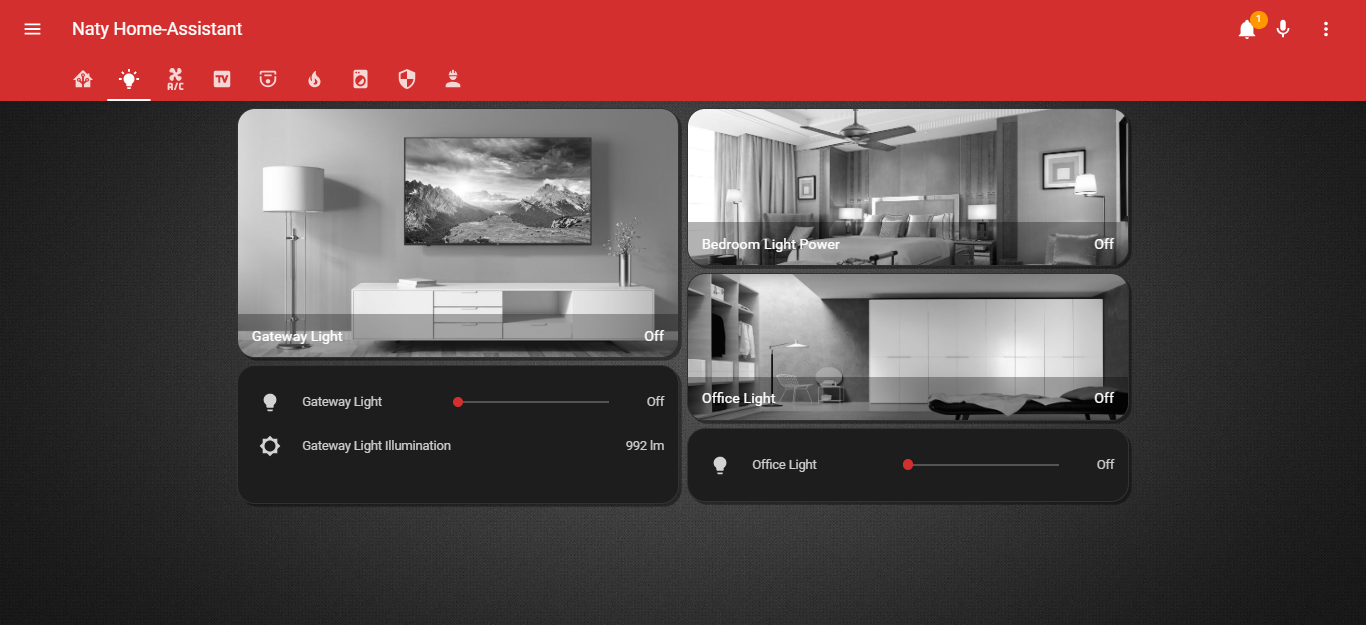 Naty Home-Assistant
1
A/C
TV
Gateway Light Off
Gateway Light Off
Gateway Light Illumination 992 lm
Bedroom Light Power Off
Office Light Off
Office Light Off